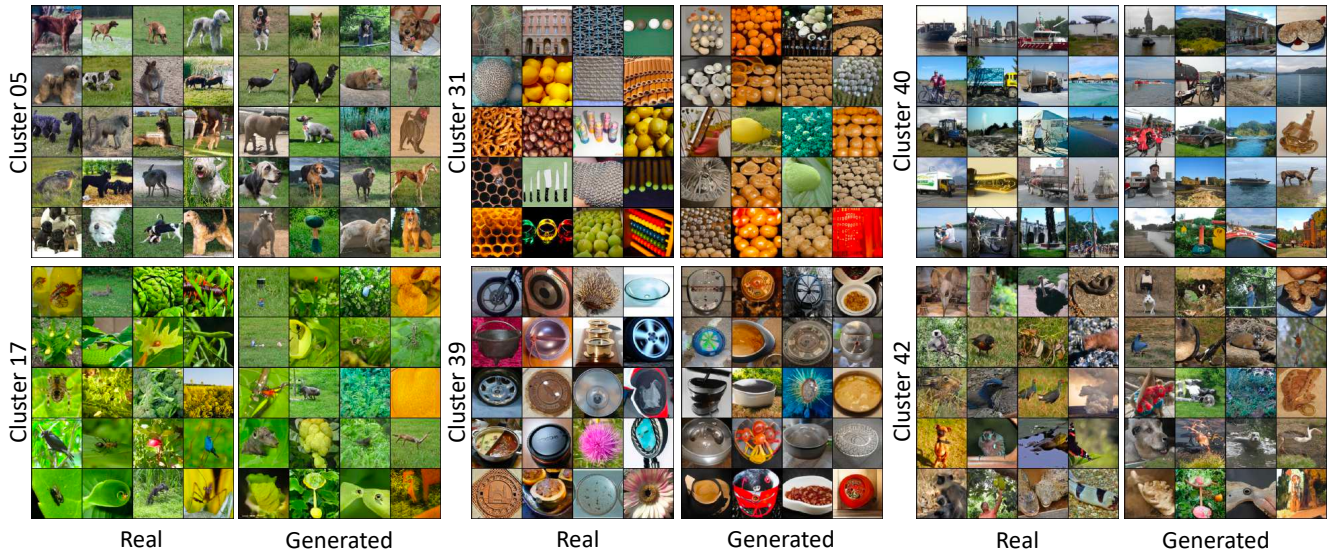 Cluster 05
Cluster 31
Cluster 40
Cluster 17
Cluster 39
Cluster 42
Real
Generated
Real
Generated
Real
Generated